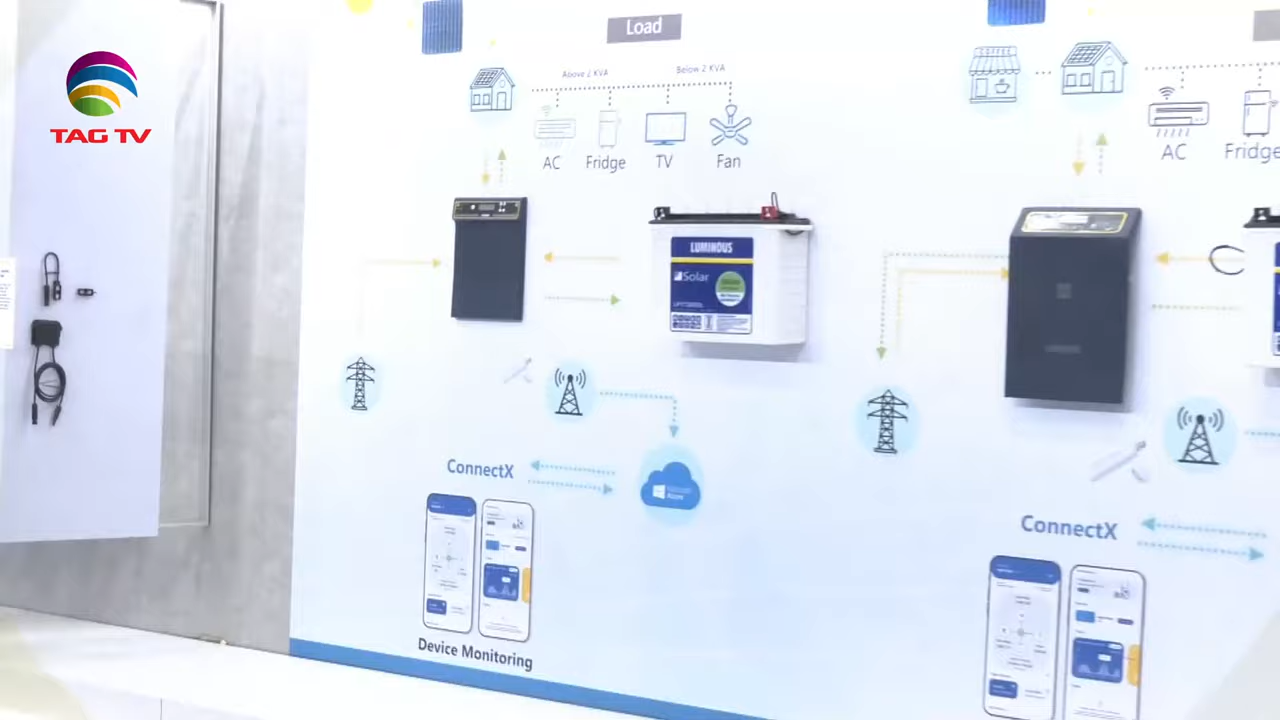 TAG TV
Load
Above 2 KVA
Below 2 KVA
AC
Fridge
TV
Fan
AC
Fridge
LUMINOUS
Solar
ConnectX
ConnectX
Device Monitoring